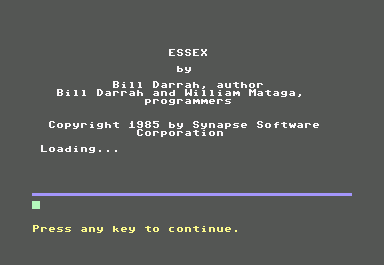 ESSEX
by
Bill Darrah, author
Bill Darrah and William Mataga,
programmers
Copyright 1985 by Synapse Software
Corporation
Loading...
Press any key to continue.